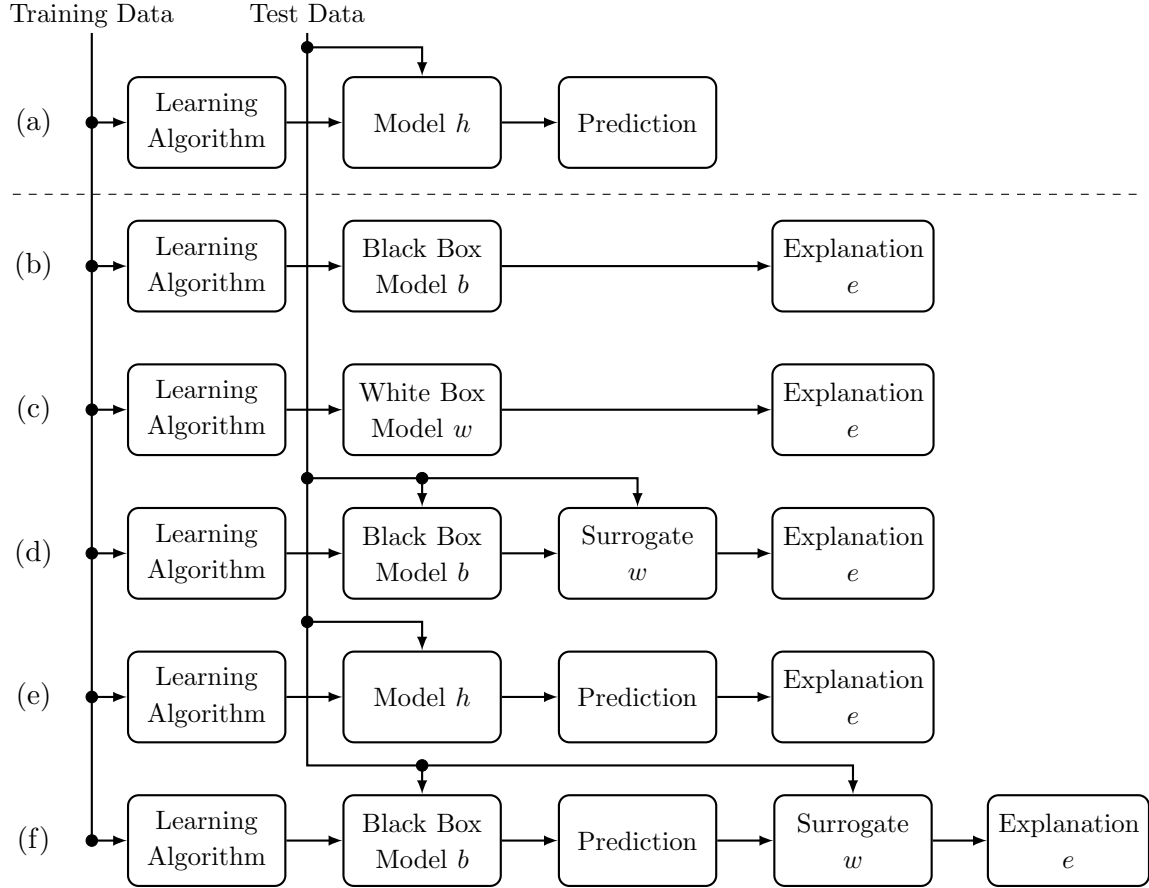 Training Data
Test Data
(a)
Learning
Algorithm
Model h
Prediction
(b)
Learning
Algorithm
Black Box
Model b
Explanation
e
(c)
Learning
Algorithm
White Box
Model w
Explanation
e
(d)
Learning
Algorithm
Black Box
Model b
Surrogate
w
Explanation
e
(e)
Learning
Algorithm
Model h
Prediction
Explanation
e
(f)
Learning
Algorithm
Black Box
Model b
Prediction
Surrogate
w
Explanation
e